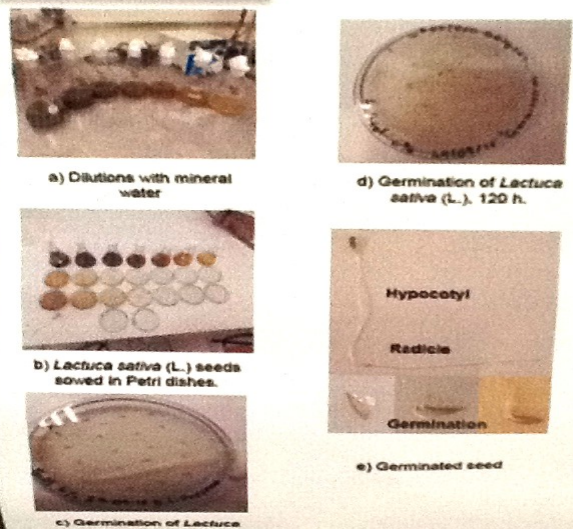 a) Dilutions with mineral
water
b) Lactuca sativa (L.) seeds
sowed in Petri dishes.
c) Germination of Lactuca
d) Germination of Lactuca
sativa (L.), 120 h.
Hypocotyl
Radicle
Germination
e) Germinated seed